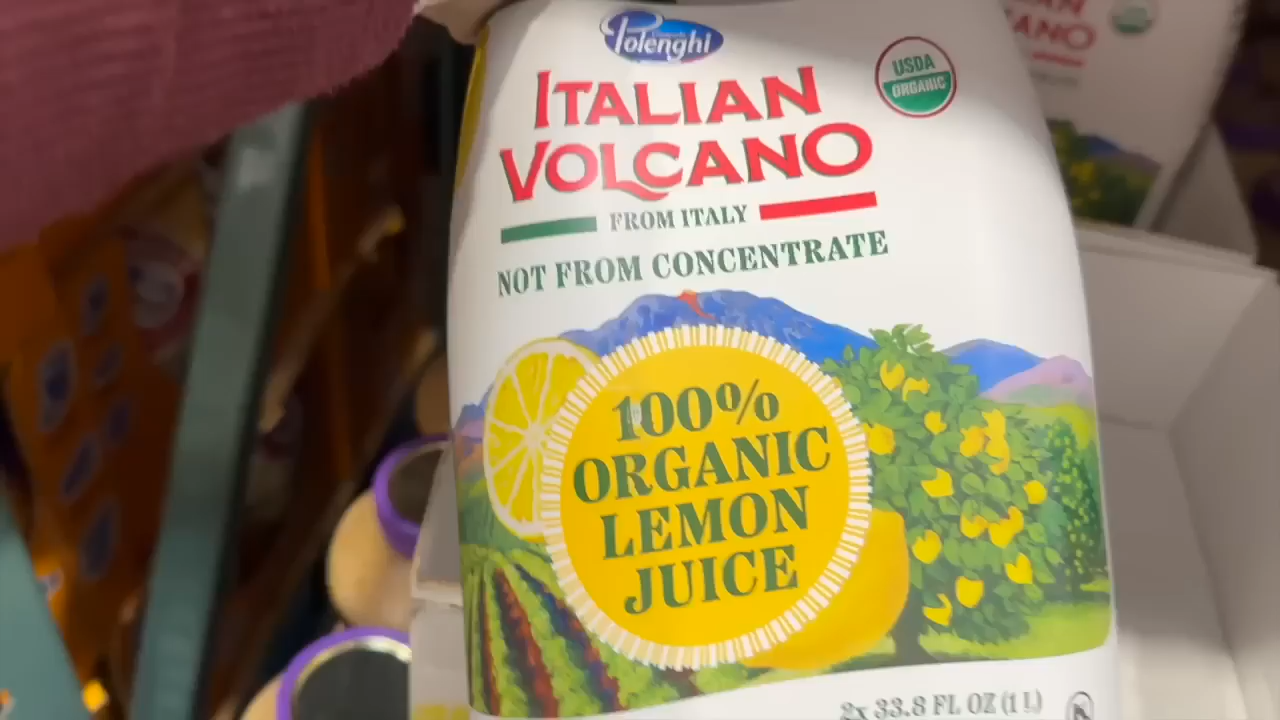 Polenghi
ITALIAN
VOLCANO
FROM ITALY
NOT FROM CONCENTRATE
USDA
ORGANIC
100%
ORGANIC
LEMON
JUICE
2x 33.8 FL OZ (1 L)
K